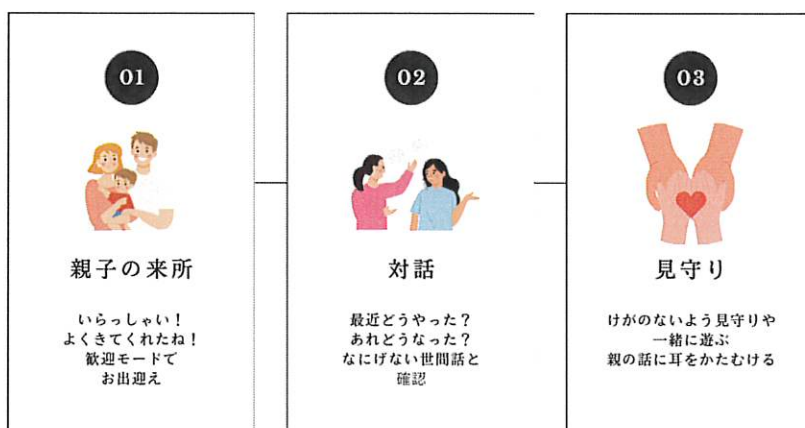 01
親子の来所
いらっしゃい！
よくきてくれたね！
歓迎モードで
お出迎え
02
対話
最近どうやった？
あれどうなった？
なにげない世間話と
確認
03
見守り
けがのないよう見守りや
一緒に遊ぶ
親の話に耳をかたむける